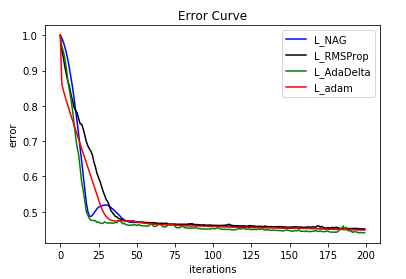 Error Curve
error
1.0
0.9
0.8
0.7
0.6
0.5
L_NAG
L_RMSProp
L_AdaDelta
L_adam
0 25 50 75 100 125 150 175 200
iterations